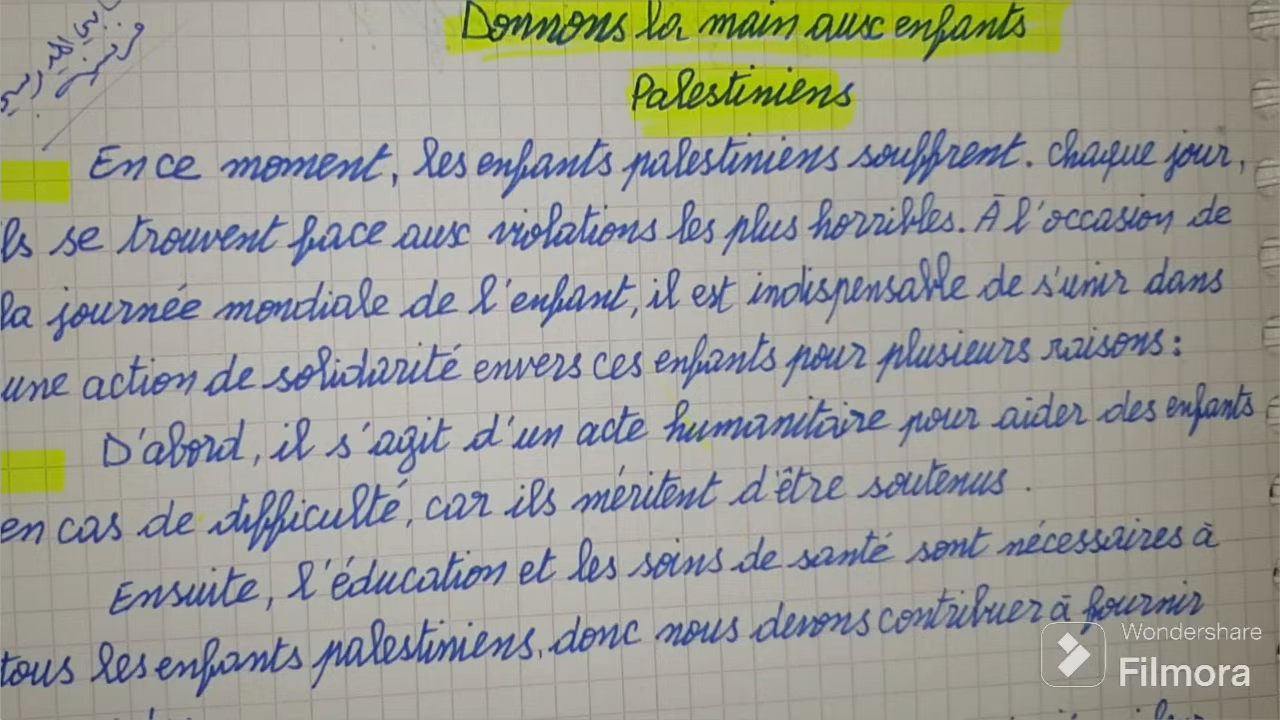 Donnons la main aux enfants
Palestiniens
En ce moment, les enfants palestiniens souffrent. Chaque jour,
ils se trouvent face aux violations les plus horribles. À l'occasion de
la journée mondiale de l'enfant, il est indispensable de s'unir dans
une action de solidarité envers ces enfants pour plusieurs raisons :
D'abord, il s'agit d'un acte humanitaire pour aider des enfants
en cas de difficulté, car ils méritent d'être soutenus.
Ensuite, l'éducation et les soins de santé sont nécessaires à
tous les enfants palestiniens, donc nous devons contribuer à fournir
Wondershare
Filmora